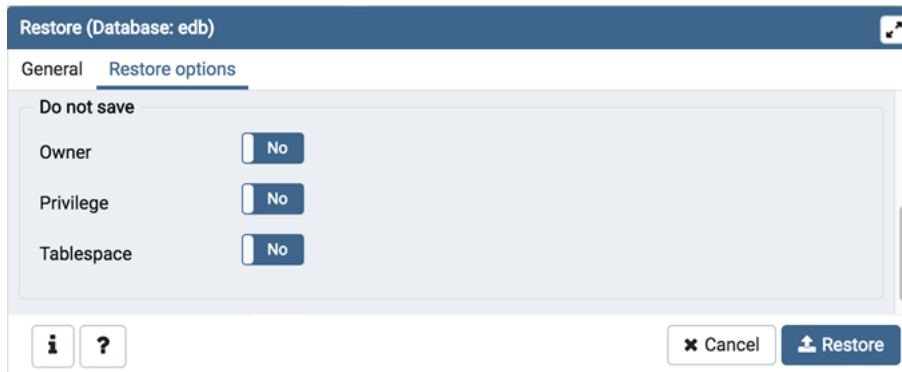 Restore (Database: edb)
General Restore options
Do not save
Owner No
Privilege No
Tablespace No
i ? Cancel Restore